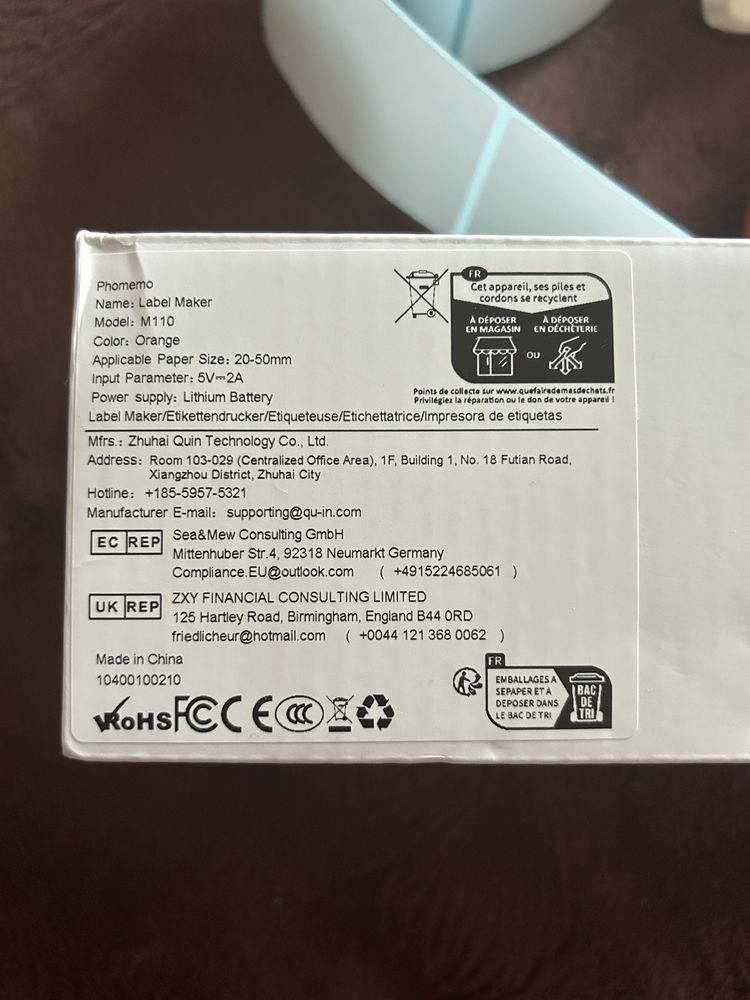 Phomemo
Name: Label Maker
Model: M110
Color: Orange
Applicable Paper Size: 20-50mm
Input Parameter: 5V⎓2A
Power supply: Lithium Battery
Label Maker/Etikettendrucker/Etiqueteuse/Etichettatrice/Impresora de etiquetas
FR
Cet appareil, ses piles et
cordons se recyclent
À DÉPOSER
EN MAGASIN
OU
À DÉPOSER
EN DÉCHÈTERIE
Points de collecte sur www.quefairedemesdechets.fr
Privilégiez la réparation ou le don de votre appareil !
Mfrs.: Zhuhai Quin Technology Co., Ltd.
Address: Room 103-029 (Centralized Office Area), 1F, Building 1, No. 18 Futian Road,
Xiangzhou District, Zhuhai City
Hotline: +185-5957-5321
Manufacturer E-mail: supporting@qu-in.com
EC REP
Sea&Mew Consulting GmbH
Mittenhuber Str.4, 92318 Neumarkt Germany
Compliance.EU@outlook.com ( +4915224685061 )
UK REP
ZXY FINANCIAL CONSULTING LIMITED
125 Hartley Road, Birmingham, England B44 0RD
friedlicheur@hotmail.com ( +0044 121 368 0062 )
Made in China
10400100210
RoHS FC CE CCC
FR
EMBALLAGES A
SEPAPER ET A
DEPOSER DANS
LE BAC DE TRI
BAC
DE
TRI